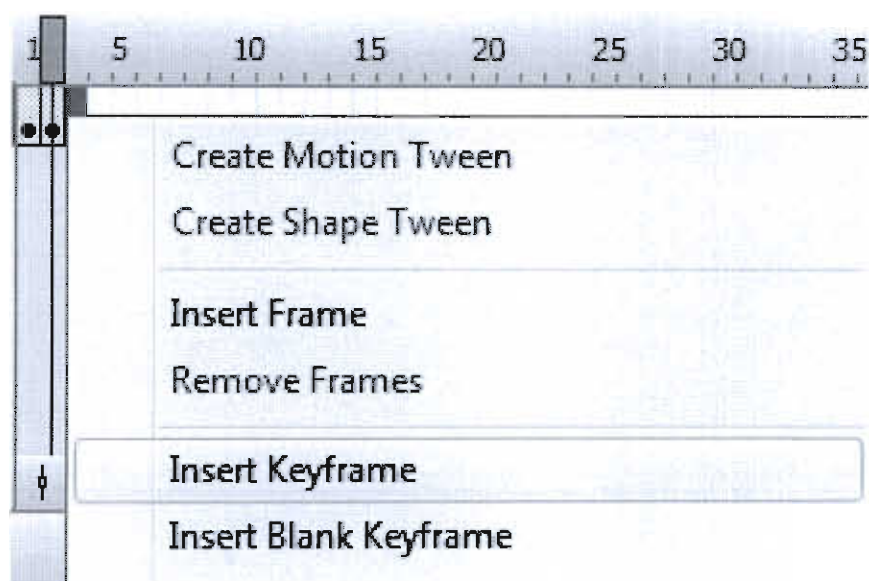 1 5 10 15 20 25 30 35
Create Motion Tween
Create Shape Tween
Insert Frame
Remove Frames
Insert Keyframe
Insert Blank Keyframe